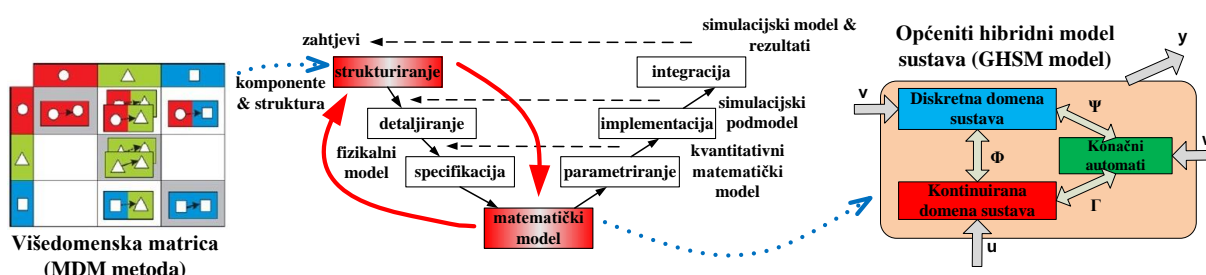 Višedomenska matrica
(MDM metoda)
zahtjevi
simulacijski model &
rezultati
strukturiranje
integracija
komponente
& struktura
detaljiranje
implementacija
simulacijski
podmodel
fizikalni
model
specifikacija
parametriranje
kvantitativni
matematički
model
matematički
model
Općeniti hibridni model
sustava (GHSM model)
y
v
Diskretna domena
sustava
Ψ
Konačni
automati
Φ
Kontinuirana
domena sustava
Γ
u